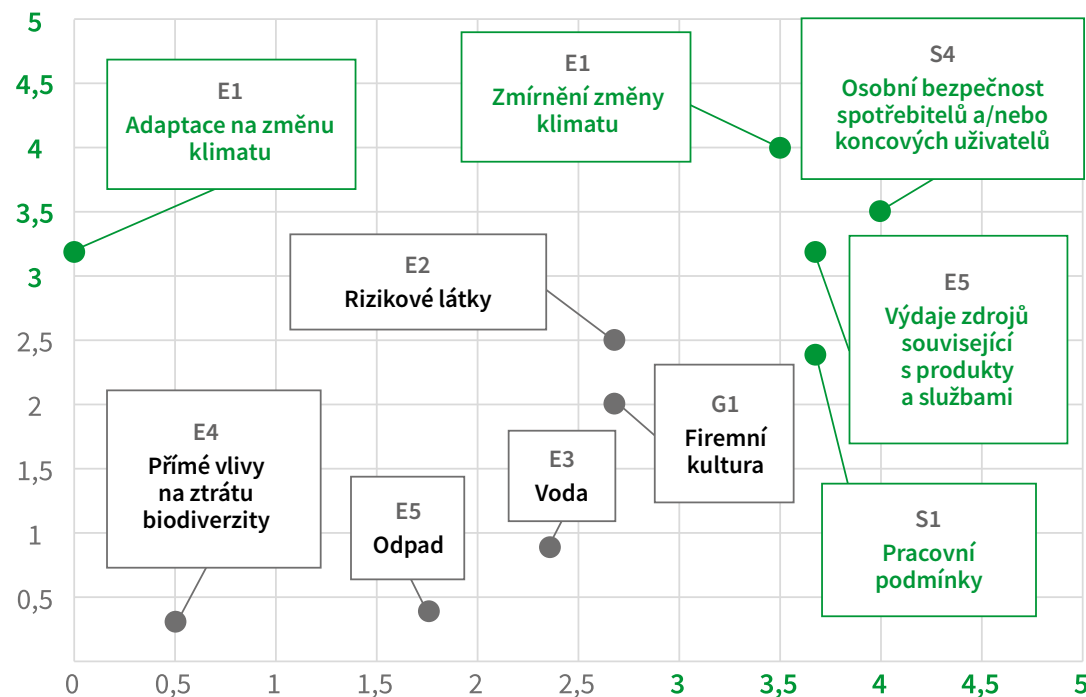 5
4,5
4
3,5
3
2,5
2
1,5
1
0,5
E1
Adaptace na změnu
klimatu
E1
Zmírnění změny
klimatu
S4
Osobní bezpečnost
spotřebitelů a/nebo
koncových uživatelů
E2
Rizikové látky
E5
Výdaje zdrojů
související
s produkty
a službami
E4
Přímé vlivy
na ztrátu
biodiverzity
G1
Firemní
kultura
E3
Voda
E5
Odpad
S1
Pracovní
podmínky
0 0,5 1 1,5 2 2,5 3 3,5 4 4,5 5